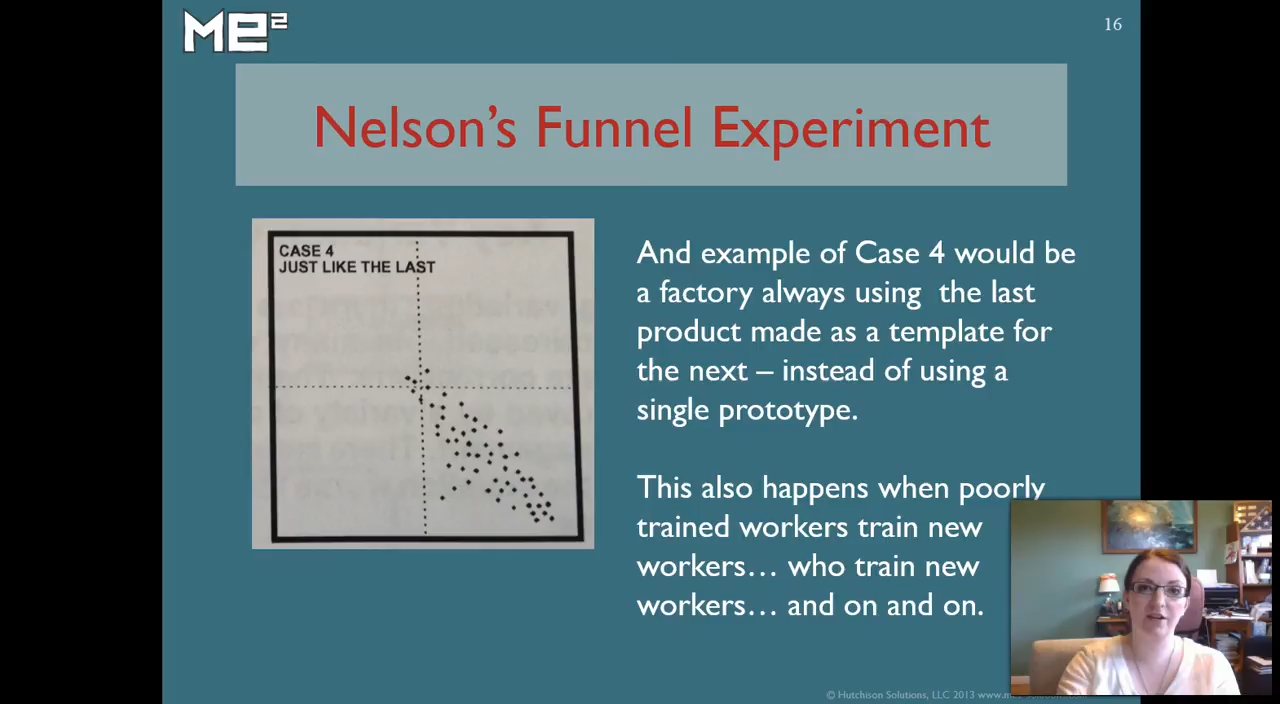 ME²
16
Nelson's Funnel Experiment
CASE 4
JUST LIKE THE LAST
And example of Case 4 would be
a factory always using the last
product made as a template for
the next – instead of using a
single prototype.
This also happens when poorly
trained workers train new
workers… who train new
workers… and on and on.
© Hutchison Solutions, LLC 2013